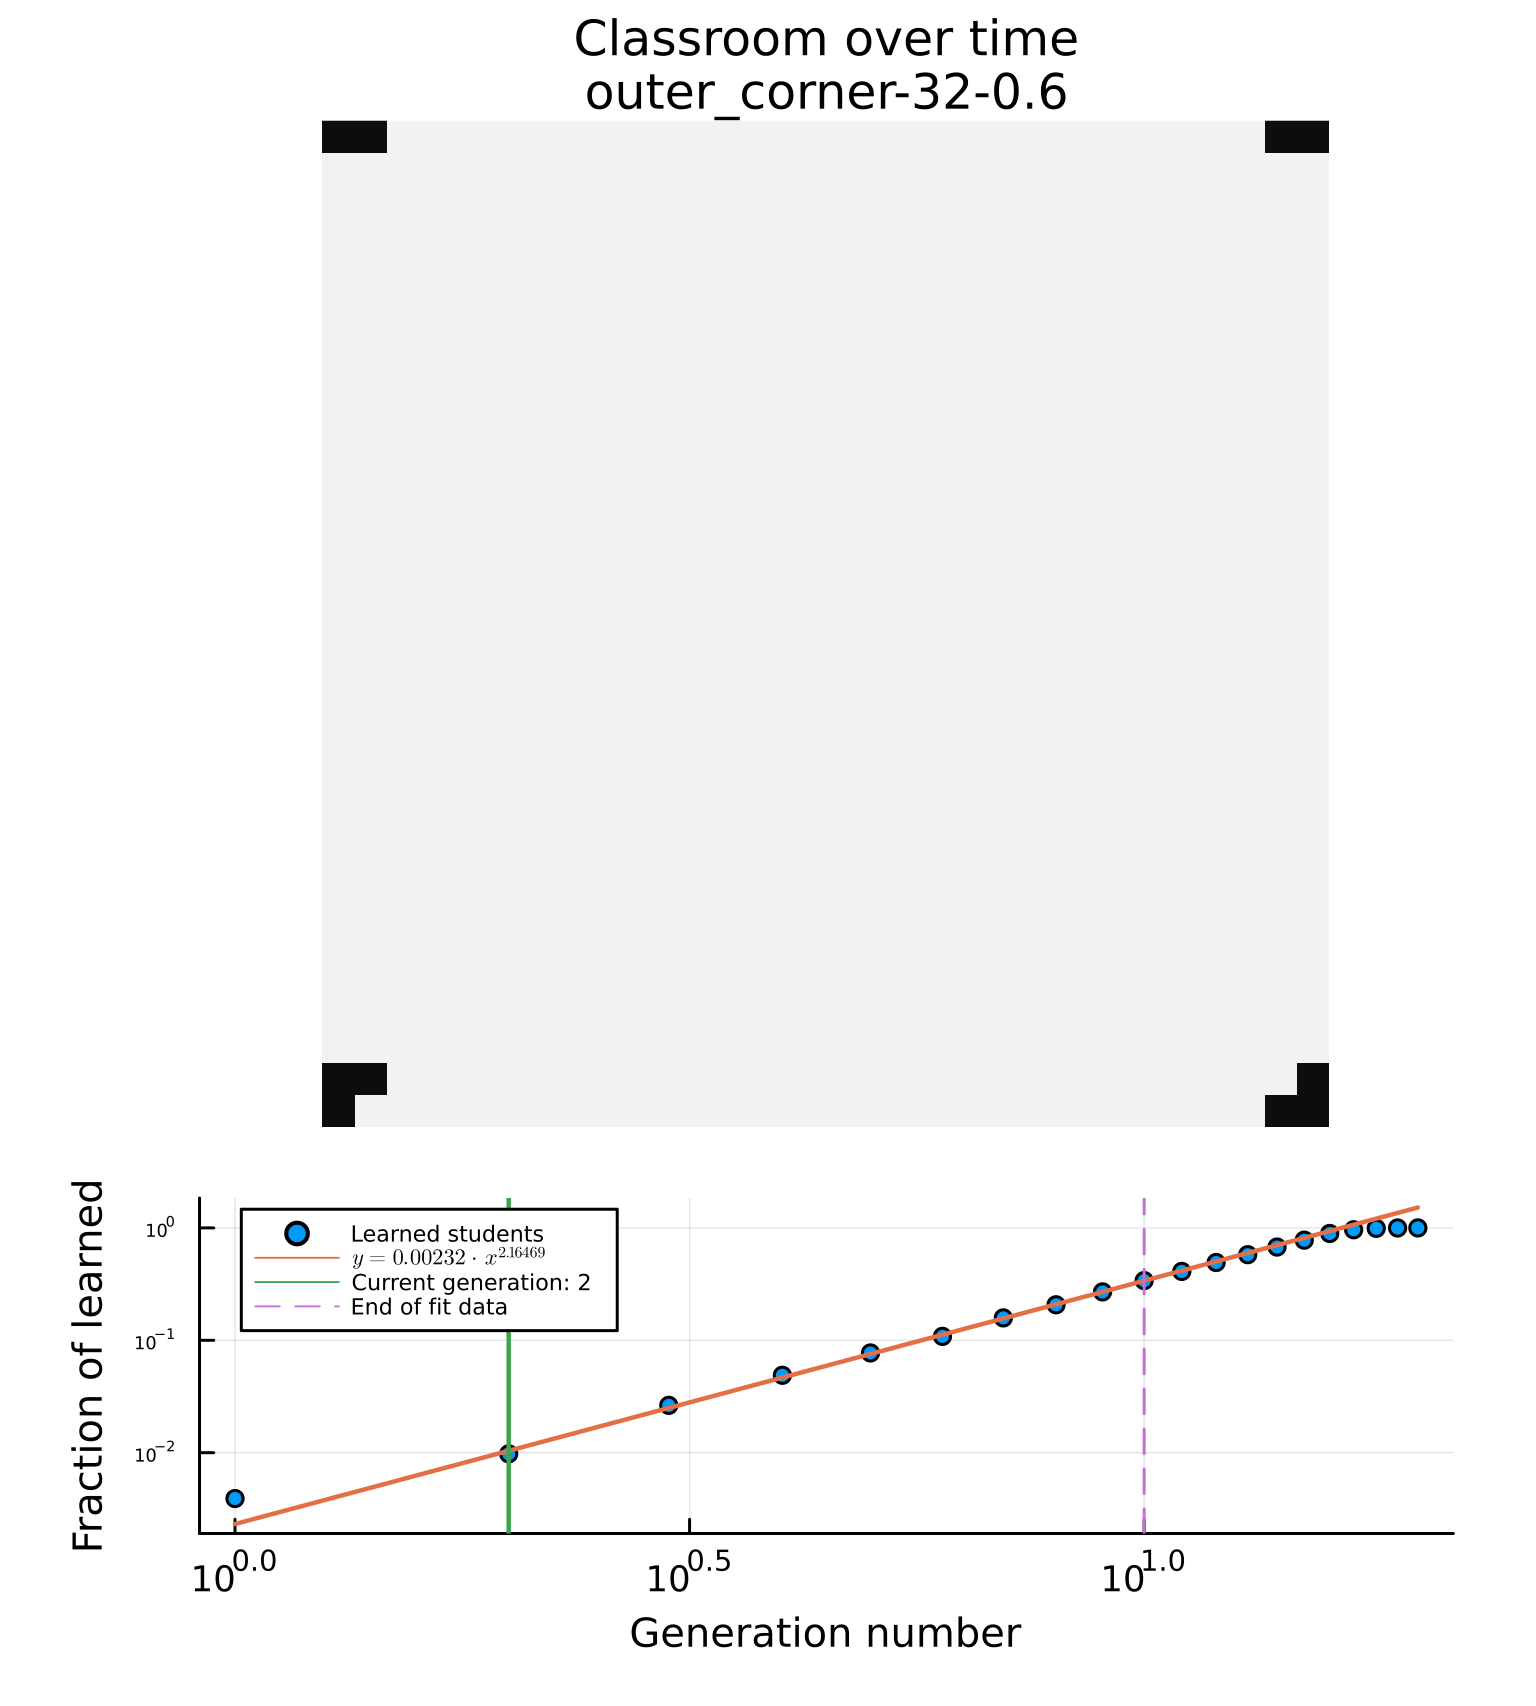 Classroom over time
outer_corner-32-0.6
Fraction of learned
10^0
10^-1
10^-2
Learned students
y = 0.00232 · x^2.16469
Current generation: 2
End of fit data
10^0.0
10^0.5
10^1.0
Generation number